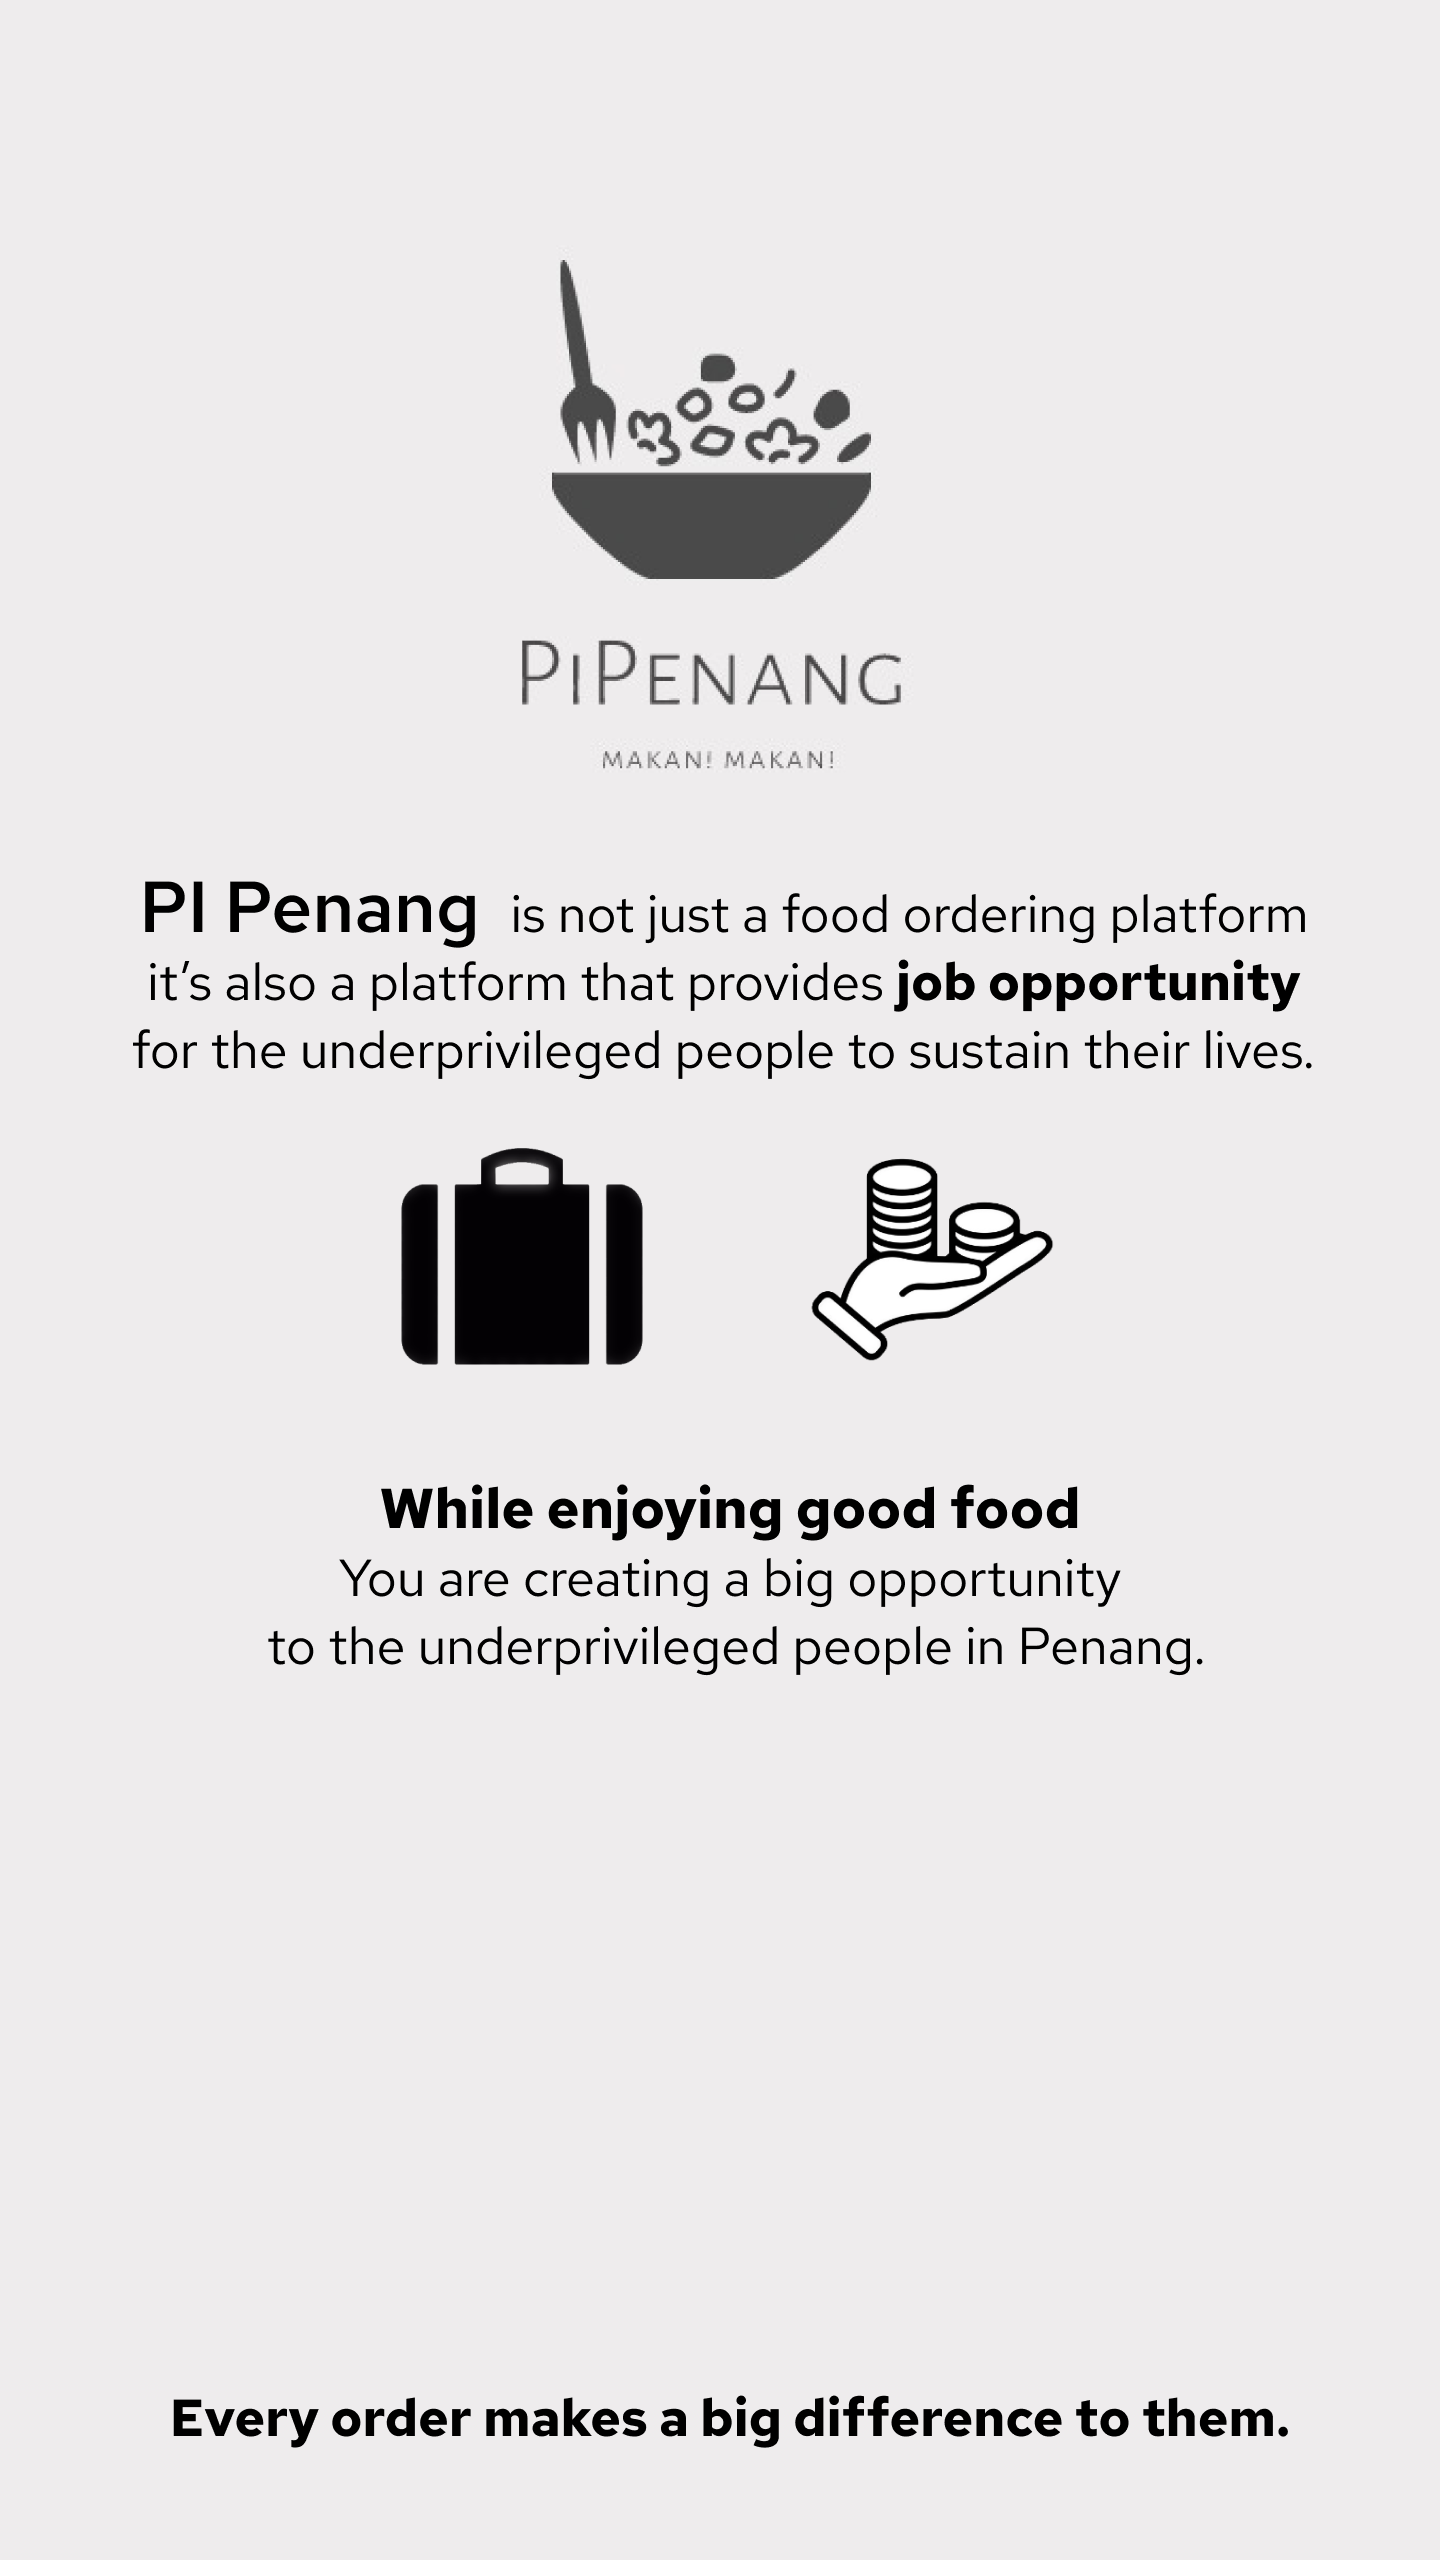 PIPENANG
MAKAN! MAKAN!
PI Penang is not just a food ordering platform
it’s also a platform that provides job opportunity
for the underprivileged people to sustain their lives.
While enjoying good food
You are creating a big opportunity
to the underprivileged people in Penang.
Every order makes a big difference to them.